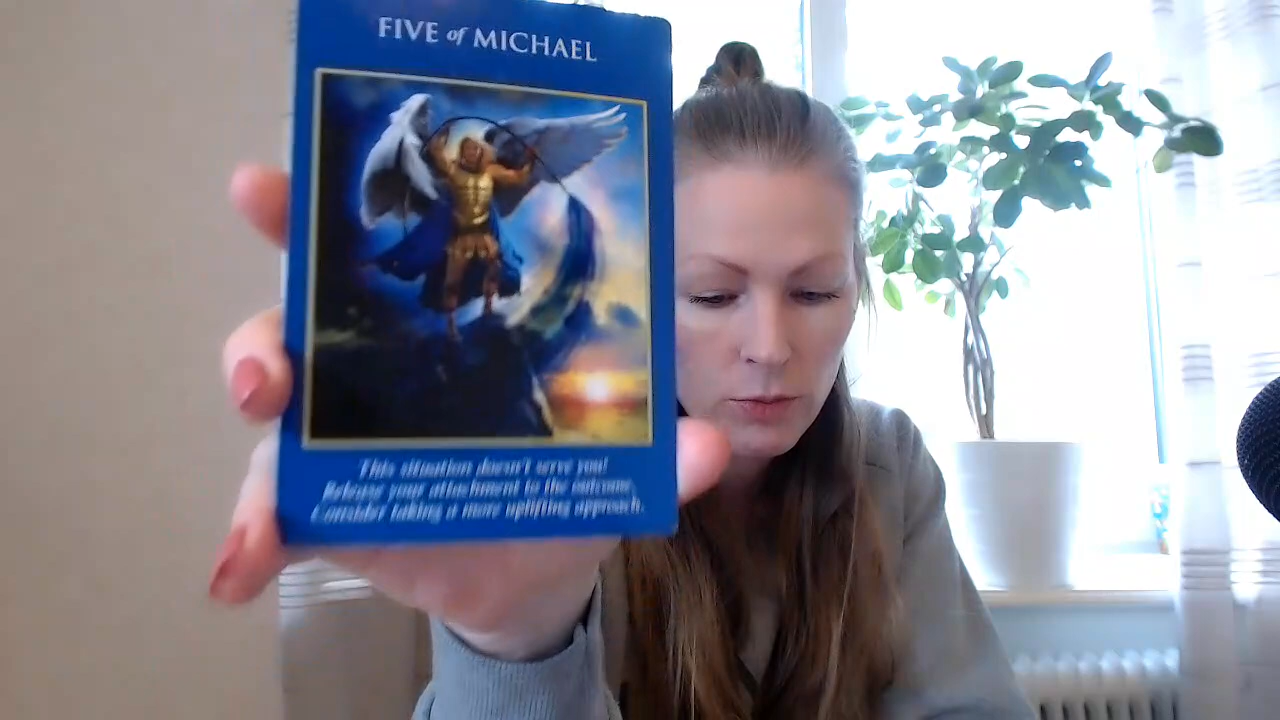 FIVE of MICHAEL
This situation doesn't serve you!
Release your attachment to the outcome.
Consider taking a more uplifting approach.